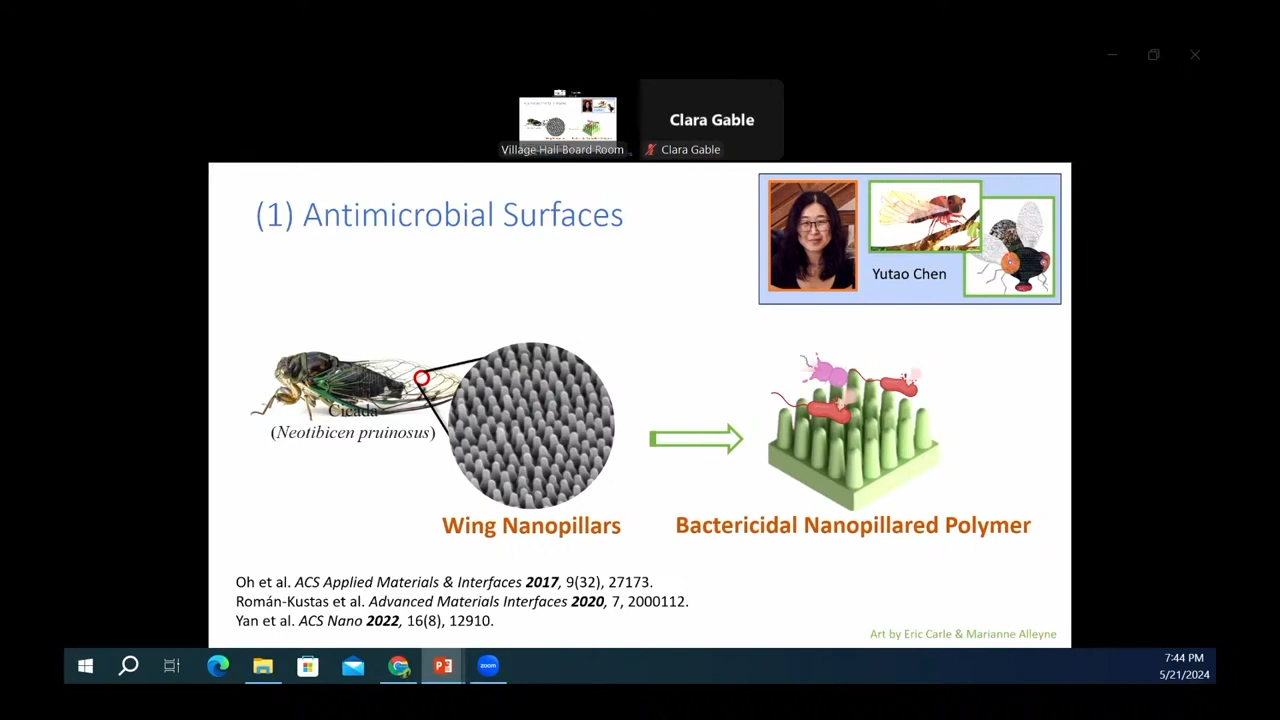 Clara Gable
Village Hall Board Room
Clara Gable
(1) Antimicrobial Surfaces
Yutao Chen
Cicada
(Neotibicen pruinosus)
Wing Nanopillars
Bactericidal Nanopillared Polymer
Oh et al. ACS Applied Materials & Interfaces 2017, 9(32), 27173.
Román-Kustas et al. Advanced Materials Interfaces 2020, 7, 2000112.
Yan et al. ACS Nano 2022, 16(8), 12910.
Art by Eric Carle & Marianne Alleyne
zoom
7:44 PM
5/21/2024